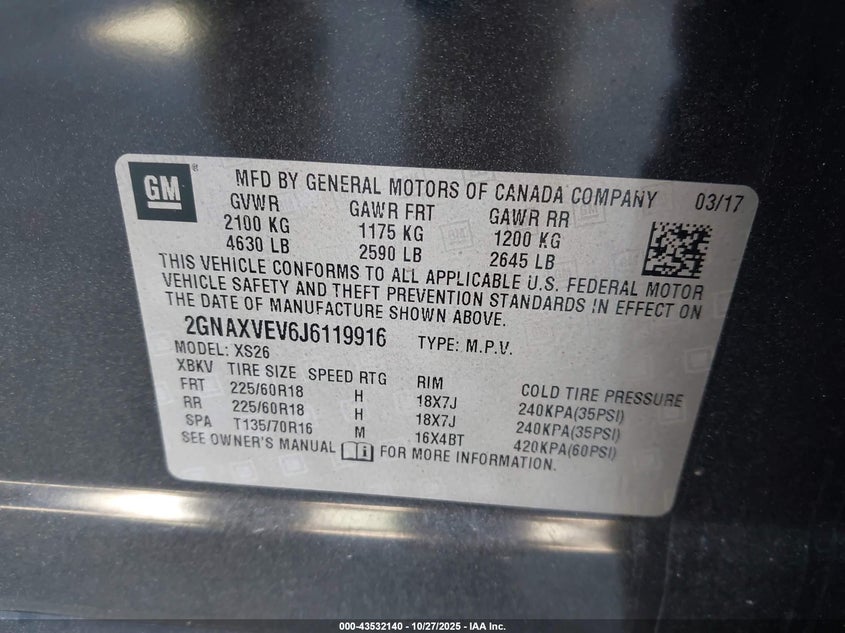 GM ®
MFD BY GENERAL MOTORS OF CANADA COMPANY 03/17
GVWR GAWR FRT GAWR RR
2100 KG 1175 KG 1200 KG
4630 LB 2590 LB 2645 LB
THIS VEHICLE CONFORMS TO ALL APPLICABLE U.S. FEDERAL MOTOR
VEHICLE SAFETY AND THEFT PREVENTION STANDARDS IN EFFECT ON
THE DATE OF MANUFACTURE SHOWN ABOVE.
2GNAXVEV6J6119916 TYPE: M.P.V.
MODEL: XS26
XBKV TIRE SIZE SPEED RTG RIM COLD TIRE PRESSURE
FRT 225/60R18 H 18X7J 240KPA(35PSI)
RR 225/60R18 H 18X7J 240KPA(35PSI)
SPA T135/70R16 M 16X4BT 420KPA(60PSI)
SEE OWNER'S MANUAL FOR MORE INFORMATION.
000-43532140 - 10/27/2025 - IAA Inc.